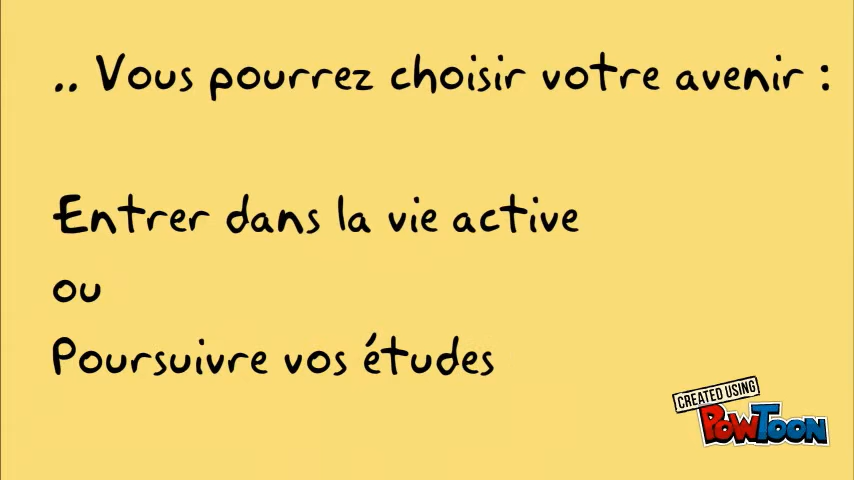 .. Vous pourrez choisir votre avenir :
Entrer dans la vie active
ou
Poursuivre vos études
CREATED USING
POWTOON